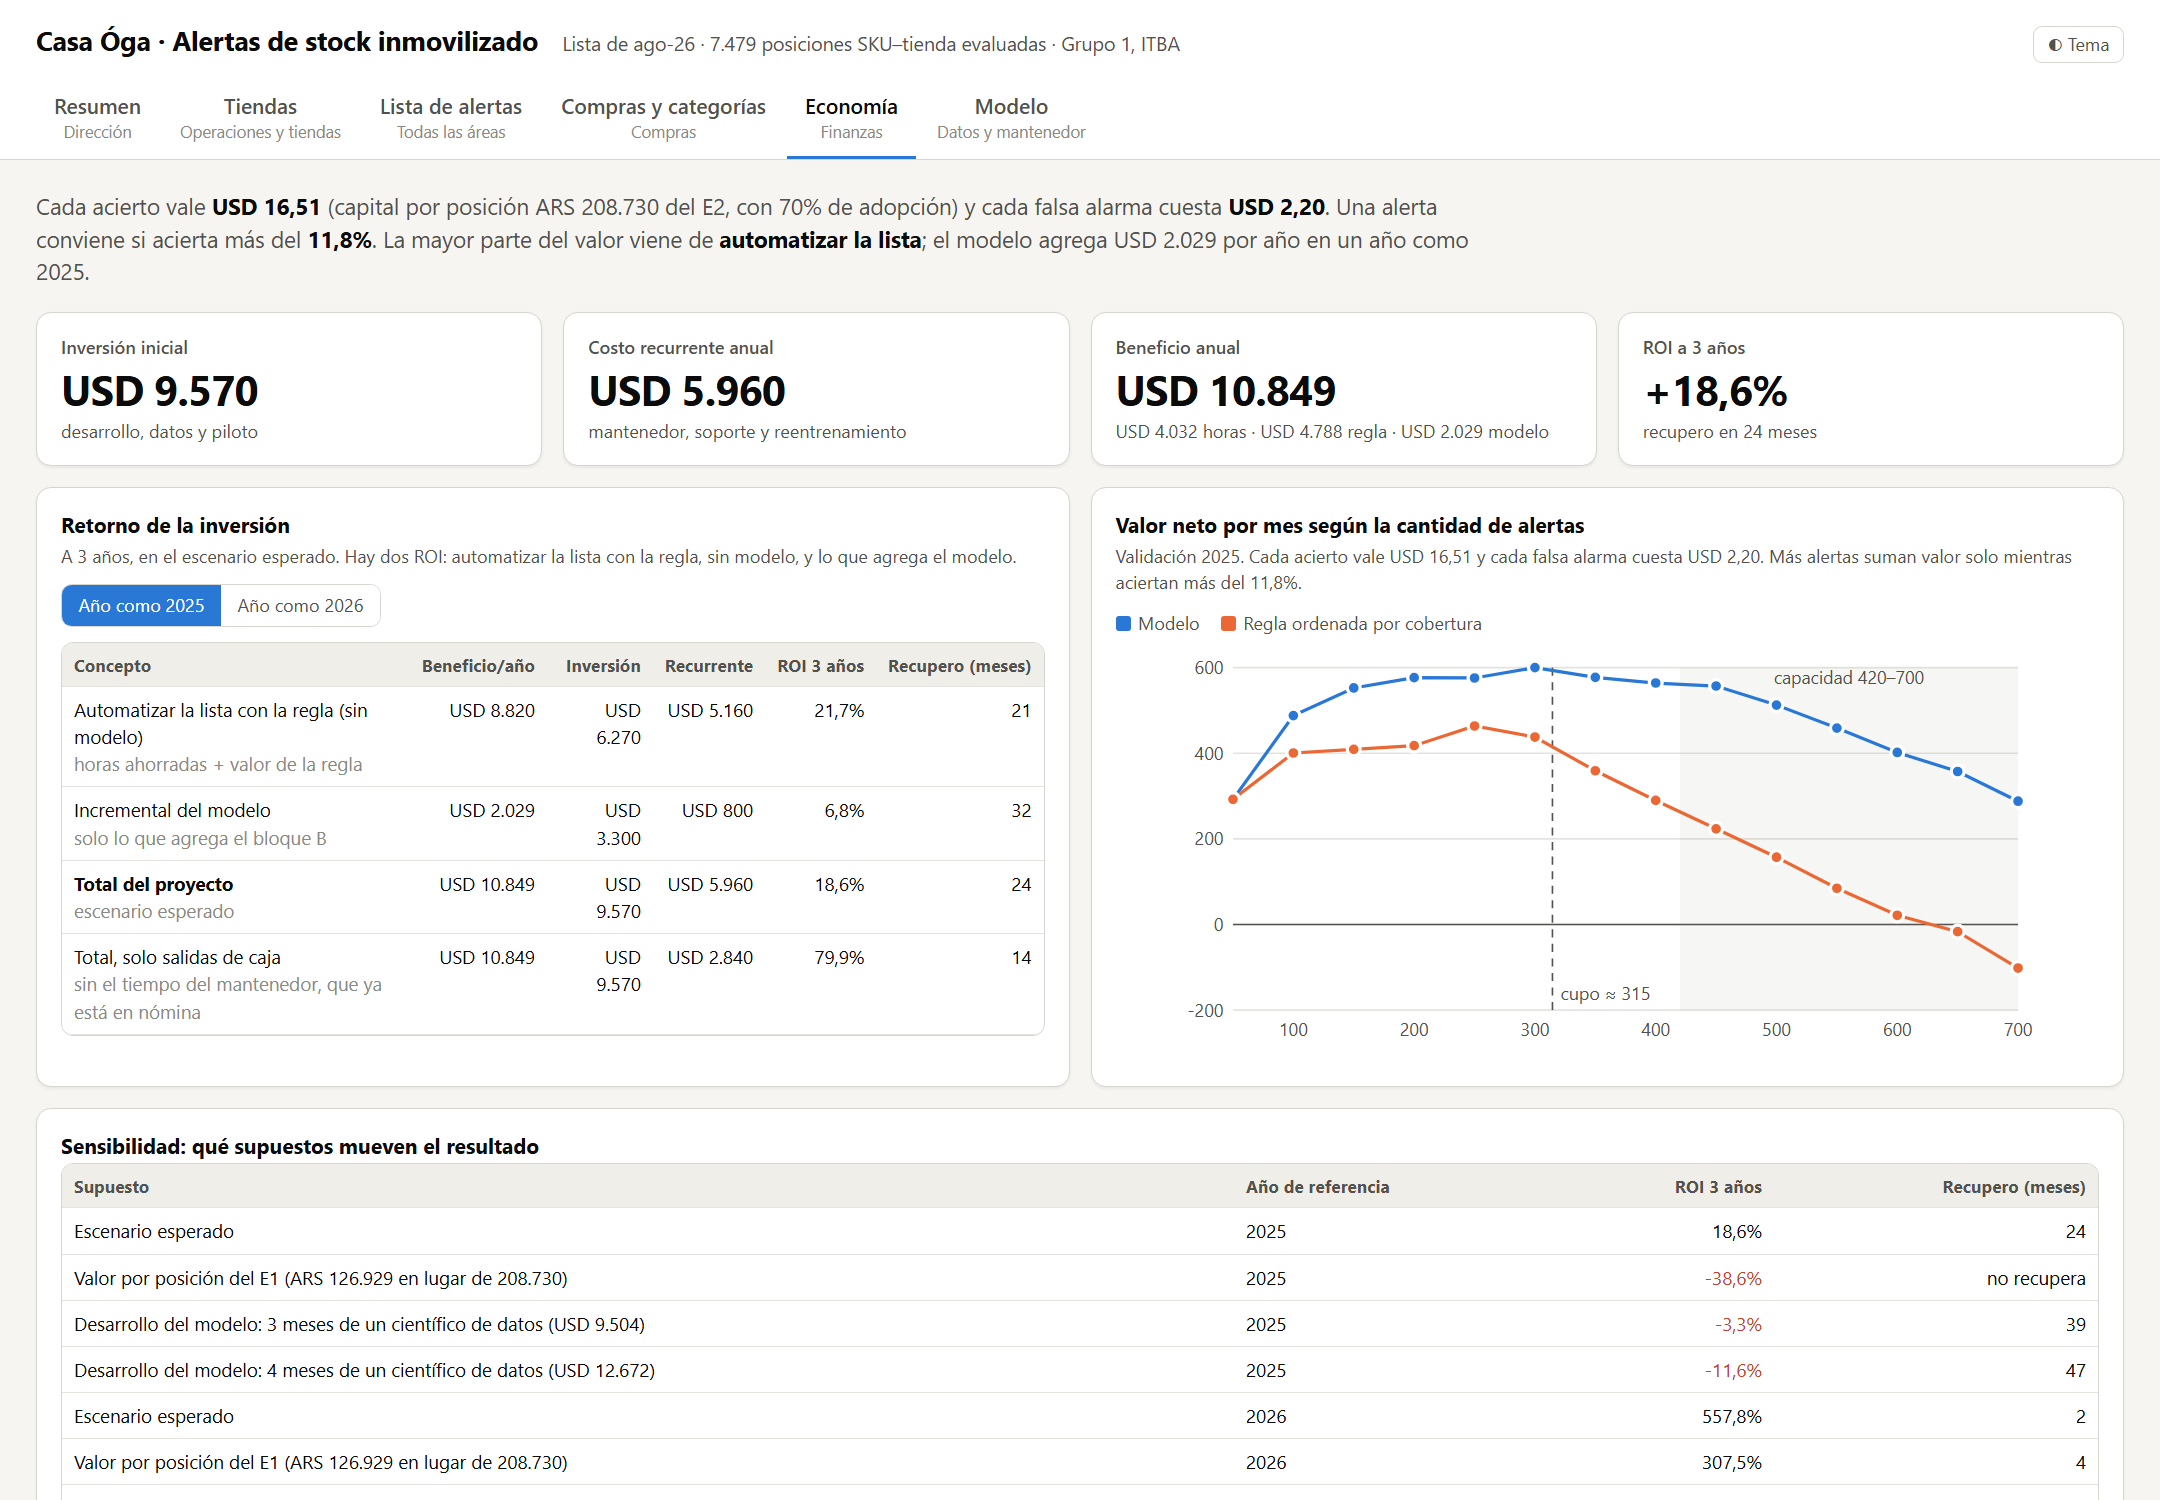 Casa Óga · Alertas de stock inmovilizado
Lista de ago-26 · 7.479 posiciones SKU–tienda evaluadas · Grupo 1, ITBA
◐ Tema
Resumen
Dirección
Tiendas
Operaciones y tiendas
Lista de alertas
Todas las áreas
Compras y categorías
Compras
Economía
Finanzas
Modelo
Datos y mantenedor
Cada acierto vale USD 16,51 (capital por posición ARS 208.730 del E2, con 70% de adopción) y cada falsa alarma cuesta USD 2,20. Una alerta
conviene si acierta más del 11,8%. La mayor parte del valor viene de automatizar la lista; el modelo agrega USD 2.029 por año en un año como
2025.
Inversión inicial
USD 9.570
desarrollo, datos y piloto
Costo recurrente anual
USD 5.960
mantenedor, soporte y reentrenamiento
Beneficio anual
USD 10.849
USD 4.032 horas · USD 4.788 regla · USD 2.029 modelo
ROI a 3 años
+18,6%
recupero en 24 meses
Retorno de la inversión
A 3 años, en el escenario esperado. Hay dos ROI: automatizar la lista con la regla, sin modelo, y lo que agrega el modelo.
Año como 2025 Año como 2026
Concepto Beneficio/año Inversión Recurrente ROI 3 años Recupero (meses)
Automatizar la lista con la regla (sin USD 8.820 USD USD 5.160 21,7% 21
modelo) 6.270
horas ahorradas + valor de la regla
Incremental del modelo USD 2.029 USD USD 800 6,8% 32
solo lo que agrega el bloque B 3.300
Total del proyecto USD 10.849 USD USD 5.960 18,6% 24
escenario esperado 9.570
Total, solo salidas de caja USD 10.849 USD USD 2.840 79,9% 14
sin el tiempo del mantenedor, que ya 9.570
está en nómina
Valor neto por mes según la cantidad de alertas
Validación 2025. Cada acierto vale USD 16,51 y cada falsa alarma cuesta USD 2,20. Más alertas suman valor solo mientras
aciertan más del 11,8%.
Modelo Regla ordenada por cobertura
600
capacidad 420–700
400
200
0
cupo ≈ 315
-200
100 200 300 400 500 600 700
Sensibilidad: qué supuestos mueven el resultado
Supuesto Año de referencia ROI 3 años Recupero (meses)
Escenario esperado 2025 18,6% 24
Valor por posición del E1 (ARS 126.929 en lugar de 208.730) 2025 -38,6% no recupera
Desarrollo del modelo: 3 meses de un científico de datos (USD 9.504) 2025 -3,3% 39
Desarrollo del modelo: 4 meses de un científico de datos (USD 12.672) 2025 -11,6% 47
Escenario esperado 2026 557,8% 2
Valor por posición del E1 (ARS 126.929 en lugar de 208.730) 2026 307,5% 4